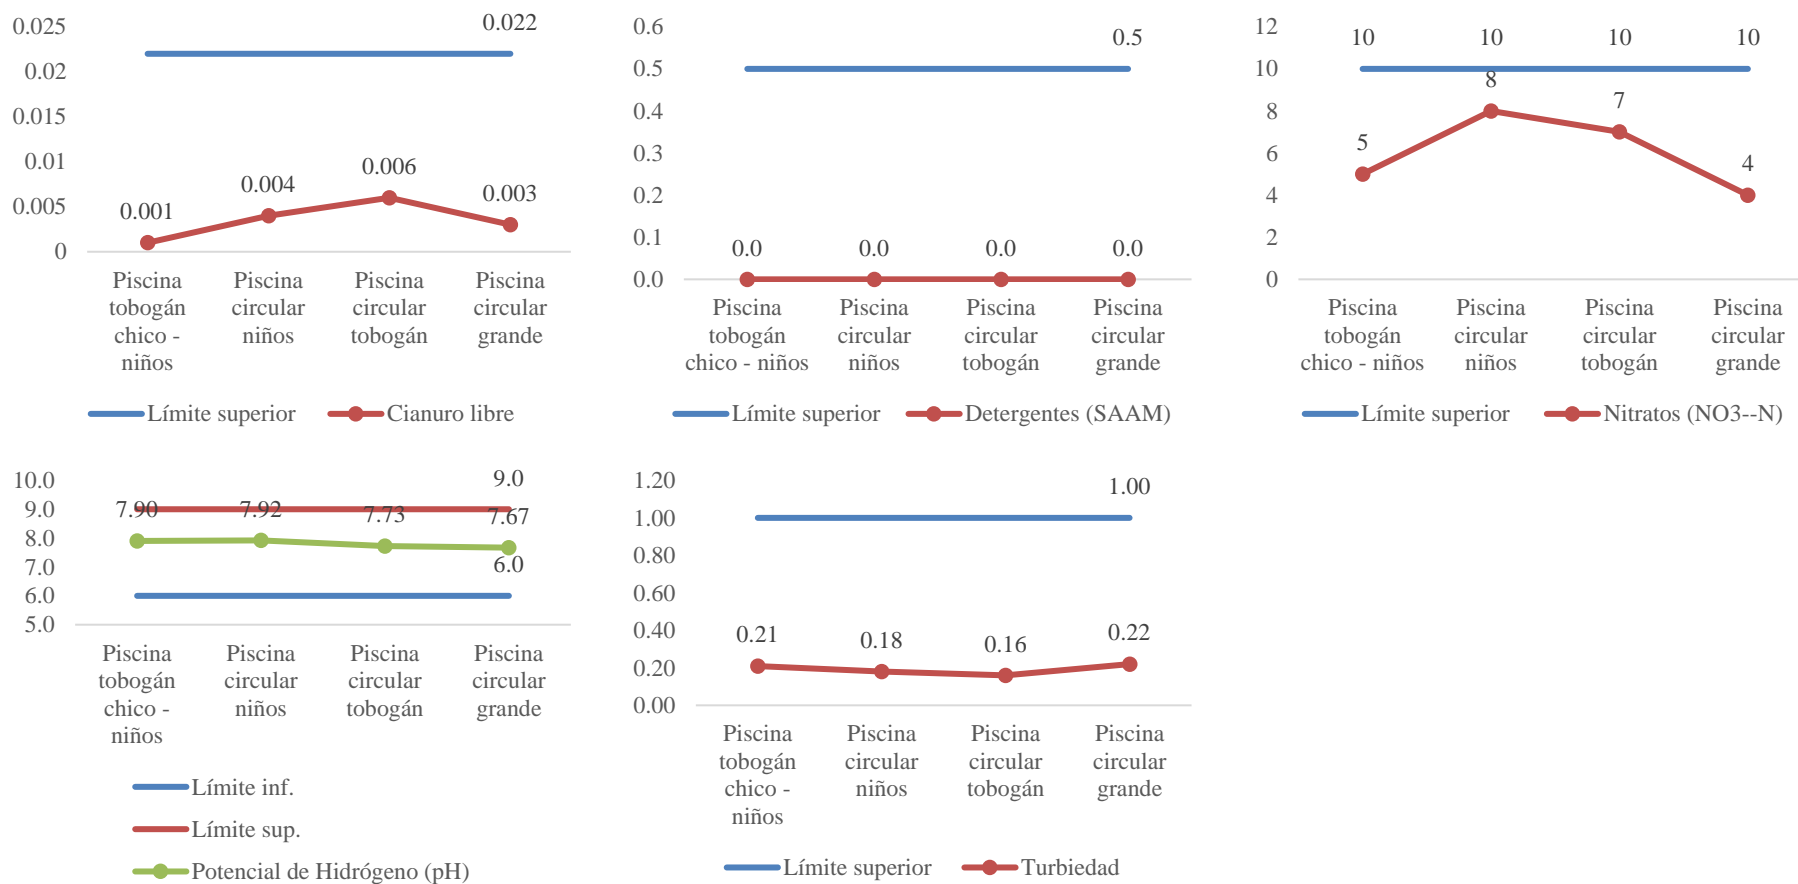 0.025
0.02
0.015
0.01
0.005
0
0.022
0.001
0.004
0.006
0.003
Piscina
tobogán
chico -
niños
Piscina
circular
niños
Piscina
circular
tobogán
Piscina
circular
grande
Límite superior
Cianuro libre
0.6
0.5
0.4
0.3
0.2
0.1
0.0
0.5
0.0
0.0
0.0
0.0
Piscina
tobogán
chico - niños
Piscina
circular
niños
Piscina
circular
tobogán
Piscina
circular
grande
Límite superior
Detergentes (SAAM)
12
10
8
6
4
2
0
10
10
10
10
5
8
7
4
Piscina
tobogán
chico - niños
Piscina
circular
niños
Piscina
circular
tobogán
Piscina
circular
grande
Límite superior
Nitratos (NO3--N)
10.0
9.0
8.0
7.0
6.0
5.0
9.0
7.90
7.92
7.73
7.67
6.0
Piscina
tobogán
chico -
niños
Piscina
circular
niños
Piscina
circular
tobogán
Piscina
circular
grande
Límite inf.
Límite sup.
Potencial de Hidrógeno (pH)
1.20
1.00
0.80
0.60
0.40
0.20
0.00
1.00
0.21
0.18
0.16
0.22
Piscina
tobogán
chico -
niños
Piscina
circular
niños
Piscina
circular
tobogán
Piscina
circular
grande
Límite superior
Turbiedad